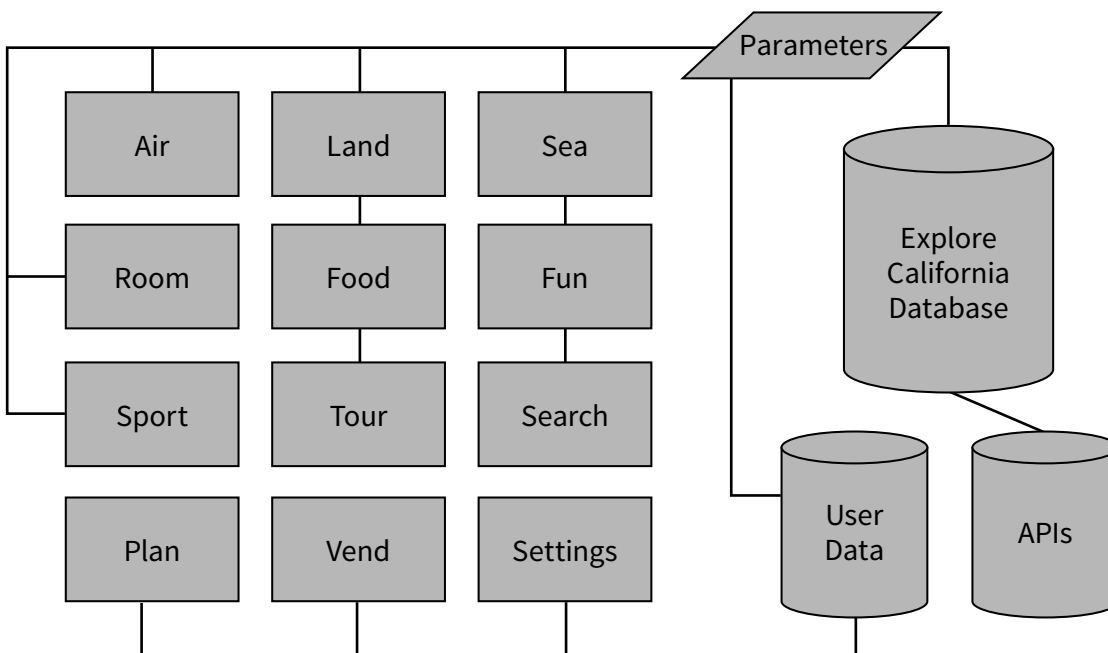 Parameters
Air
Land
Sea
Explore
California
Database
Room
Food
Fun
Sport
Tour
Search
Plan
Vend
Settings
User
Data
APIs